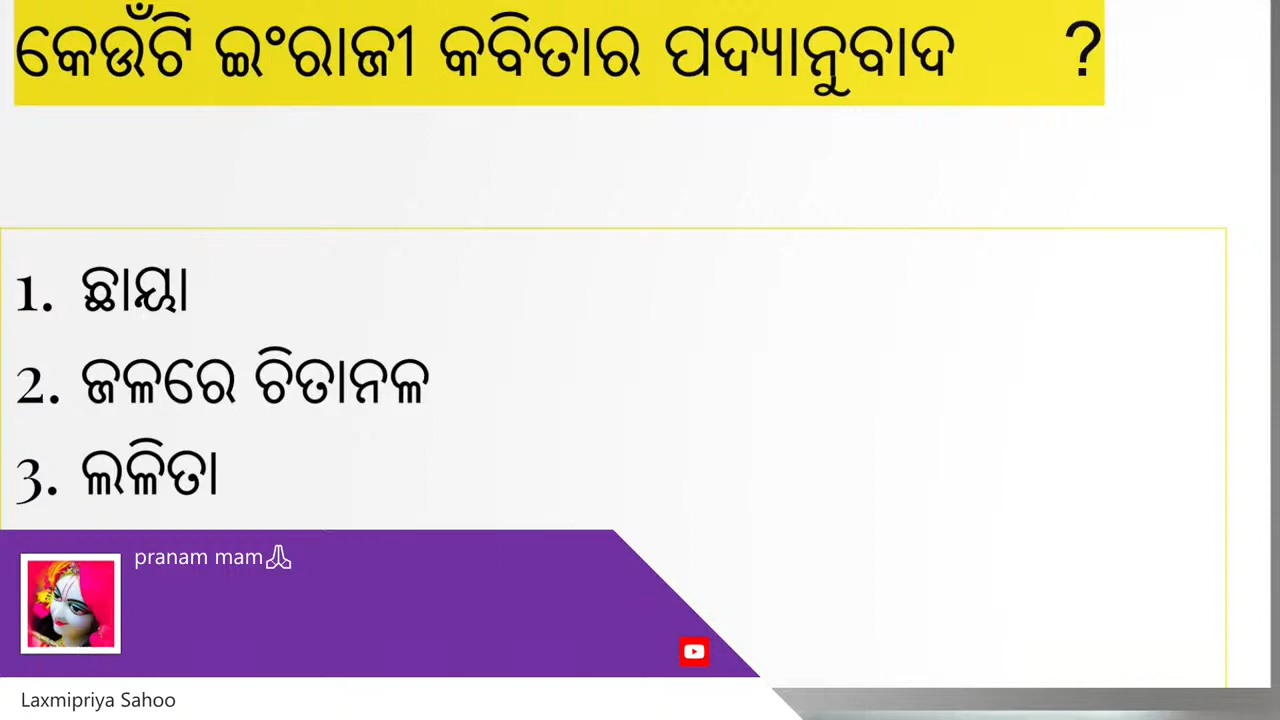 କେଉଁଟି ଇଂରାଜୀ କବିତାର ପଦ୍ୟାନୁବାଦ ?
1. ଛାୟା
2. ଜଳରେ ଚିତାନଳ
3. ଲଳିତା
pranam mam🙏
Laxmipriya Sahoo